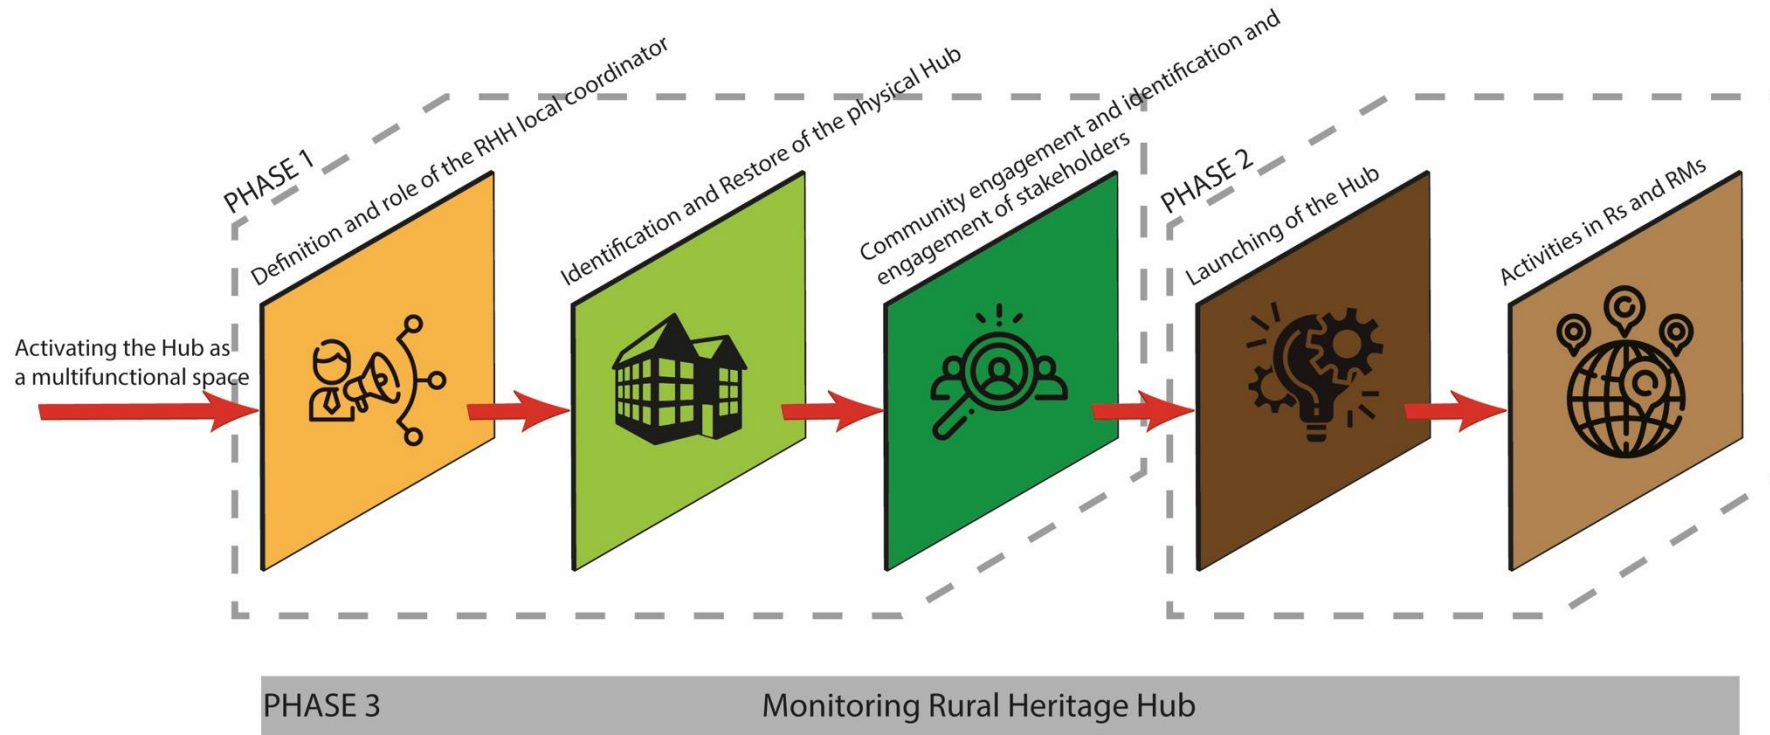 PHASE 1
Definition and role of the RHH local coordinator
Identification and Restore of the physical Hub
Community engagement and identification and
engagement of stakeholders
PHASE 2
Launching of the Hub
Activities in Rs and RMs
Activating the Hub as
a multifunctional space
PHASE 3
Monitoring Rural Heritage Hub